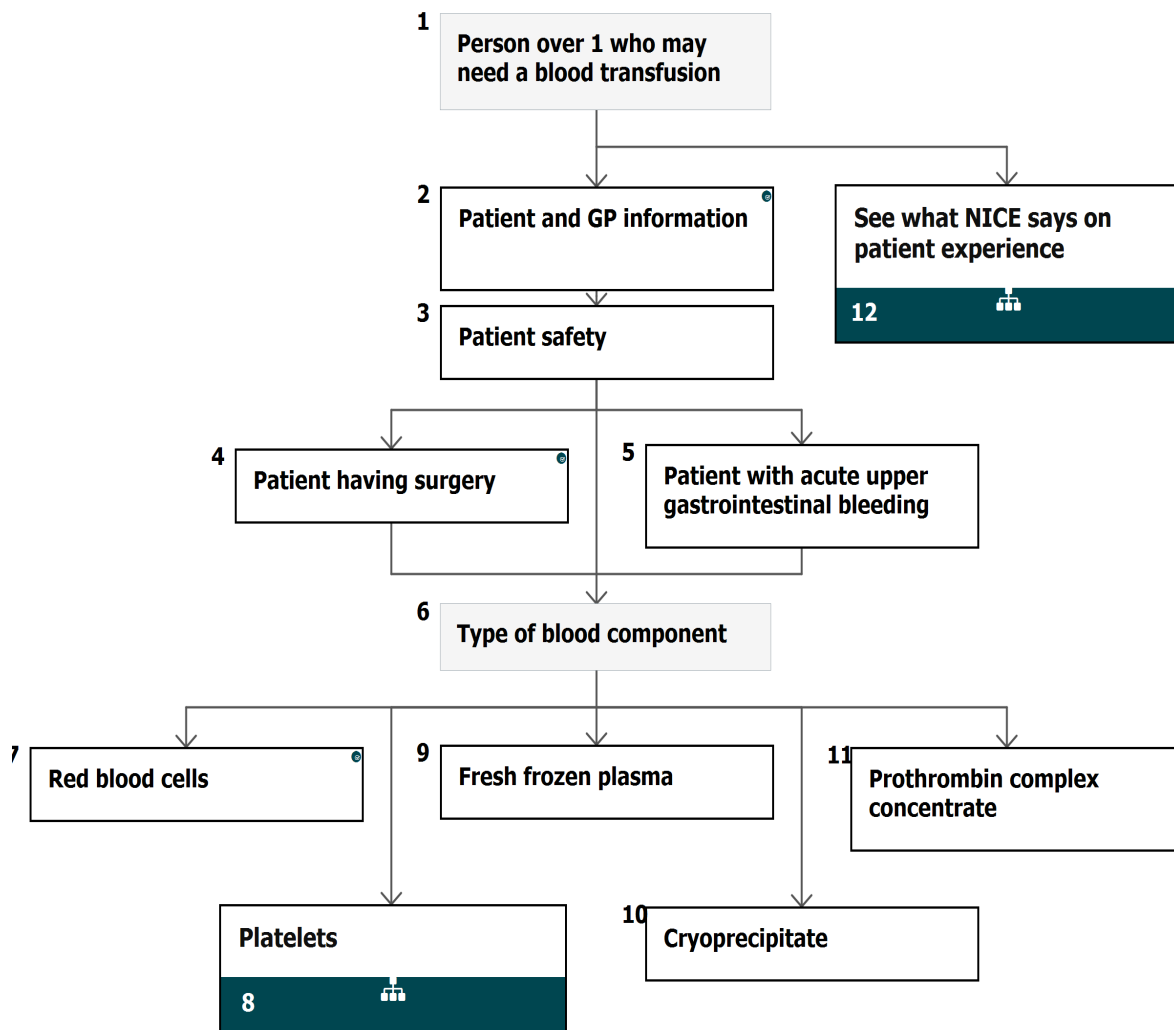 1
Person over 1 who may
need a blood transfusion
2
Patient and GP information
See what NICE says on
patient experience
12
3
Patient safety
4
Patient having surgery
5
Patient with acute upper
gastrointestinal bleeding
6
Type of blood component
7
Red blood cells
9
Fresh frozen plasma
11
Prothrombin complex
concentrate
Platelets
8
10
Cryoprecipitate